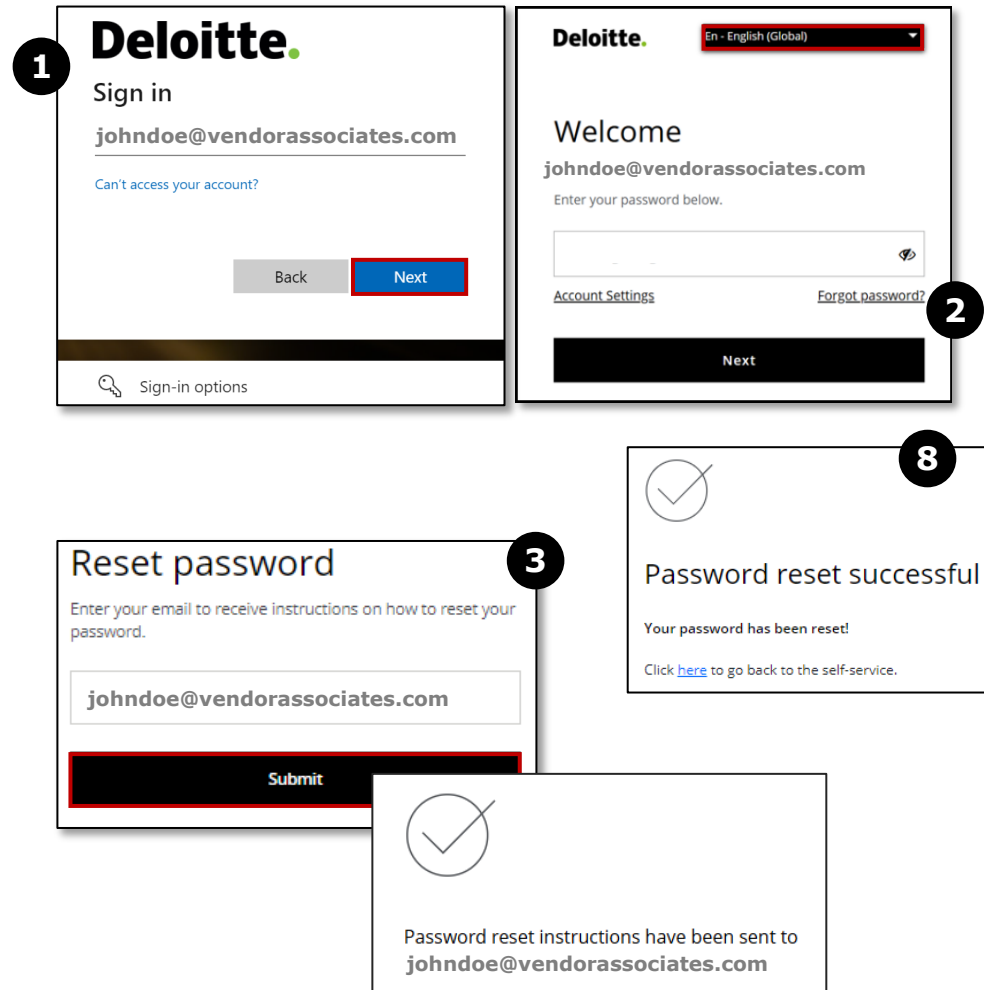 1
Deloitte.
Sign in
johndoe@vendorassociates.com
Can't access your account?
Back
Next
Sign-in options
Deloitte.
En - English (Global)
Welcome
johndoe@vendorassociates.com
Enter your password below.
Account Settings
Forgot password?
2
Next
3
Reset password
Enter your email to receive instructions on how to reset your
password.
johndoe@vendorassociates.com
Submit
Password reset instructions have been sent to
johndoe@vendorassociates.com
8
Password reset successful
Your password has been reset!
Click here to go back to the self-service.